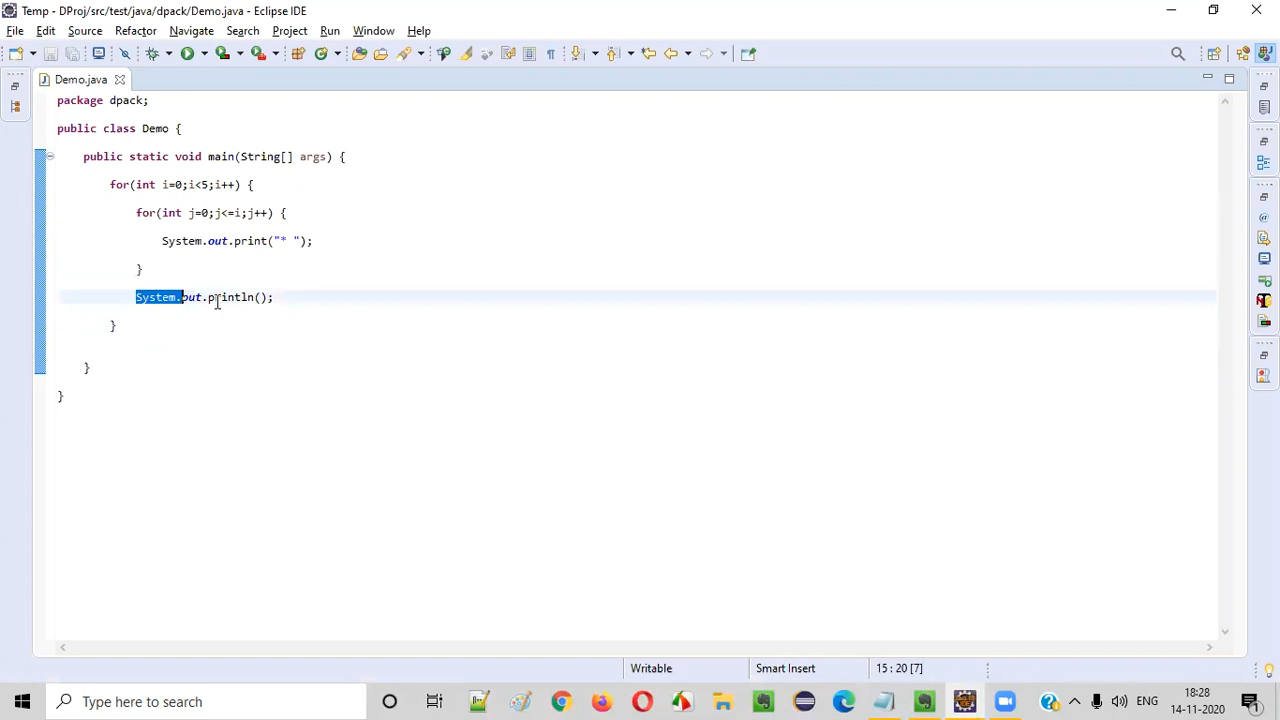 Temp - DProj/src/test/java/dpack/Demo.java - Eclipse IDE
File Edit Source Refactor Navigate Search Project Run Window Help
Demo.java
package dpack;
public class Demo {
public static void main(String[] args) {
for(int i=0;i<5;i++) {
for(int j=0;j<=i;j++) {
System.out.print("* ");
}
System.out.println();
}
}
}
Writable Smart Insert 15 : 20 [7]
Type here to search
ENG
18:28
14-11-2020